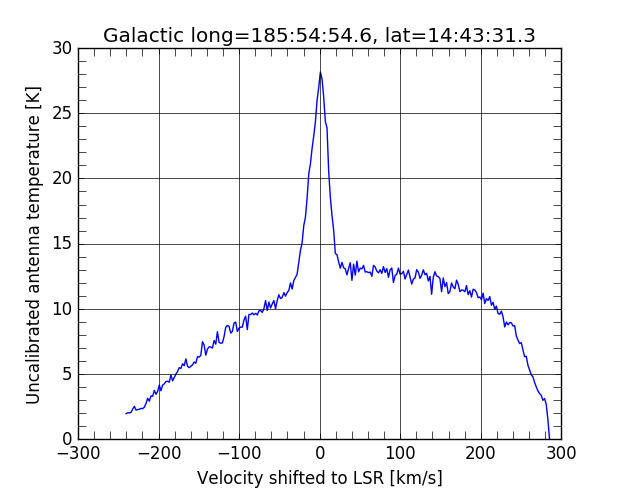 Galactic long=185:54:54.6, lat=14:43:31.3
Uncalibrated antenna temperature [K]
30
25
20
15
10
5
0
−300 −200 −100 0 100 200 300
Velocity shifted to LSR [km/s]